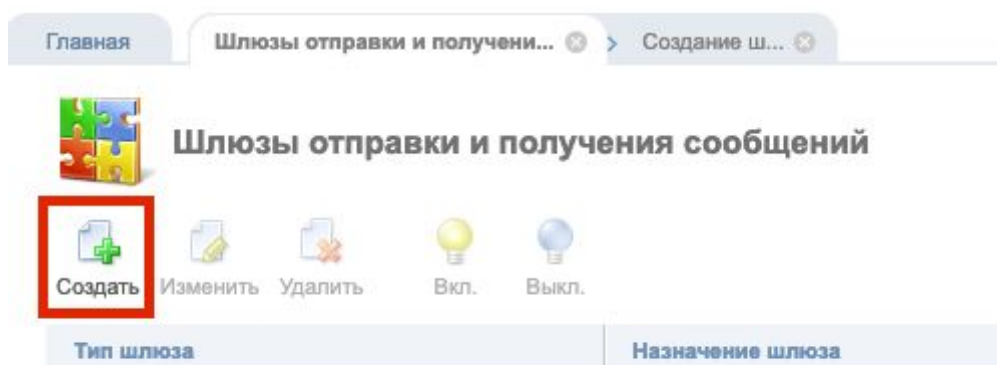 Главная Шлюзы отправки и получени... Создание ш...
Шлюзы отправки и получения сообщений
Создать Изменить Удалить Вкл. Выкл.
Тип шлюза Назначение шлюза